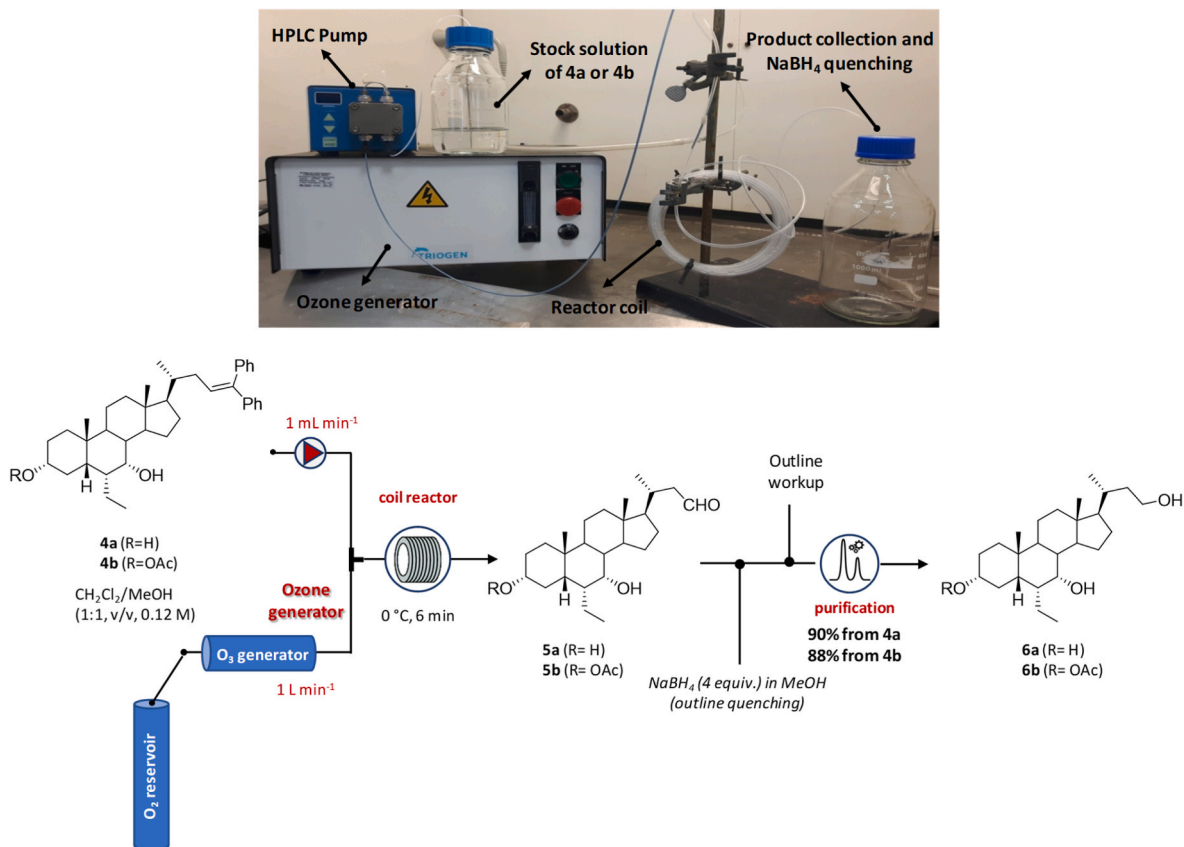 HPLC Pump
Stock solution
of 4a or 4b
Product collection and
NaBH₄ quenching
TRIOGEN
Ozone generator
Reactor coil
1000 ml
Ph
Ph
RO
H
OH
4a (R=H)
4b (R=OAc)
CH₂Cl₂/MeOH
(1:1, v/v, 0.12 M)
1 mL min⁻¹
coil reactor
Ozone
generator
0 °C, 6 min
O₃ generator
1 L min⁻¹
O₂ reservoir
CHO
RO
H
OH
5a (R= H)
5b (R= OAc)
Outline
workup
purification
90% from 4a
88% from 4b
NaBH₄ (4 equiv.) in MeOH
(outline quenching)
OH
RO
H
OH
6a (R= H)
6b (R= OAc)